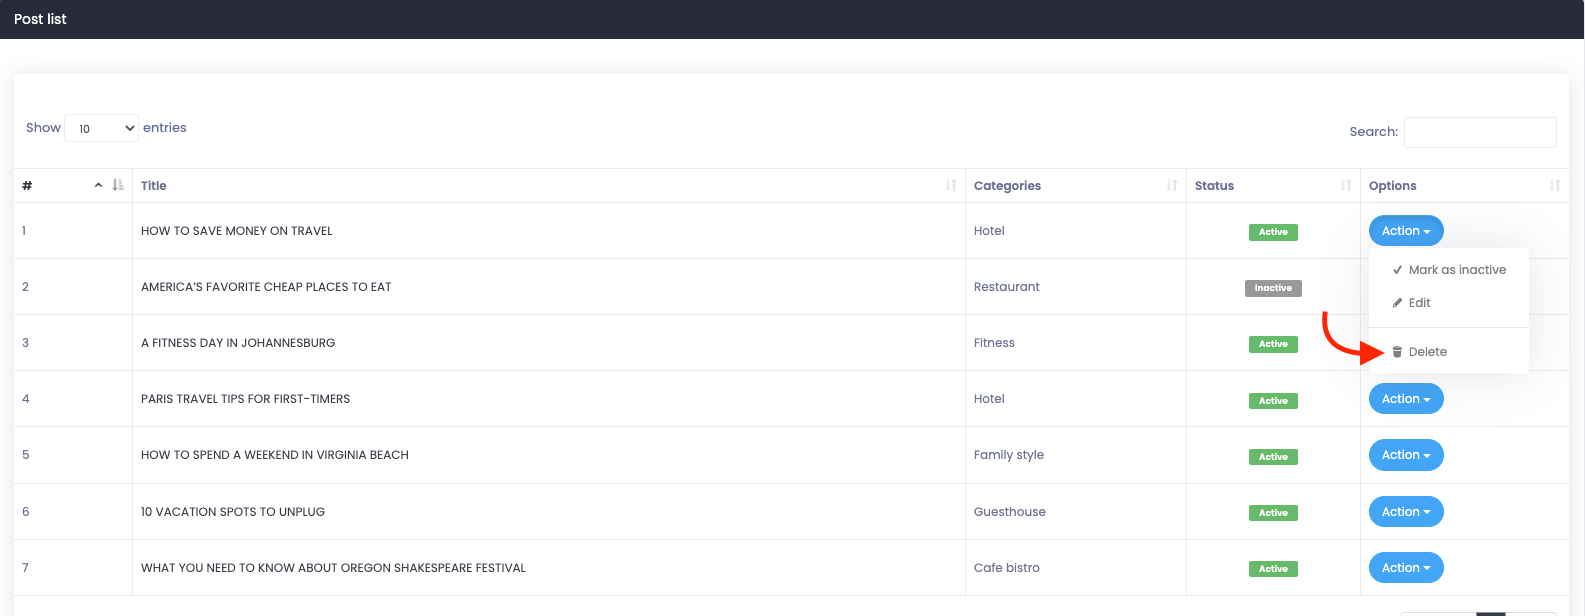 Post list
Show 10 entries
Search:
# Title Categories Status Options
1 HOW TO SAVE MONEY ON TRAVEL Hotel Active Action
Mark as inactive
2 AMERICA’S FAVORITE CHEAP PLACES TO EAT Restaurant Inactive
Edit
3 A FITNESS DAY IN JOHANNESBURG Fitness Active
Delete
4 PARIS TRAVEL TIPS FOR FIRST-TIMERS Hotel Active Action
5 HOW TO SPEND A WEEKEND IN VIRGINIA BEACH Family style Active Action
6 10 VACATION SPOTS TO UNPLUG Guesthouse Active Action
7 WHAT YOU NEED TO KNOW ABOUT OREGON SHAKESPEARE FESTIVAL Cafe bistro Active Action